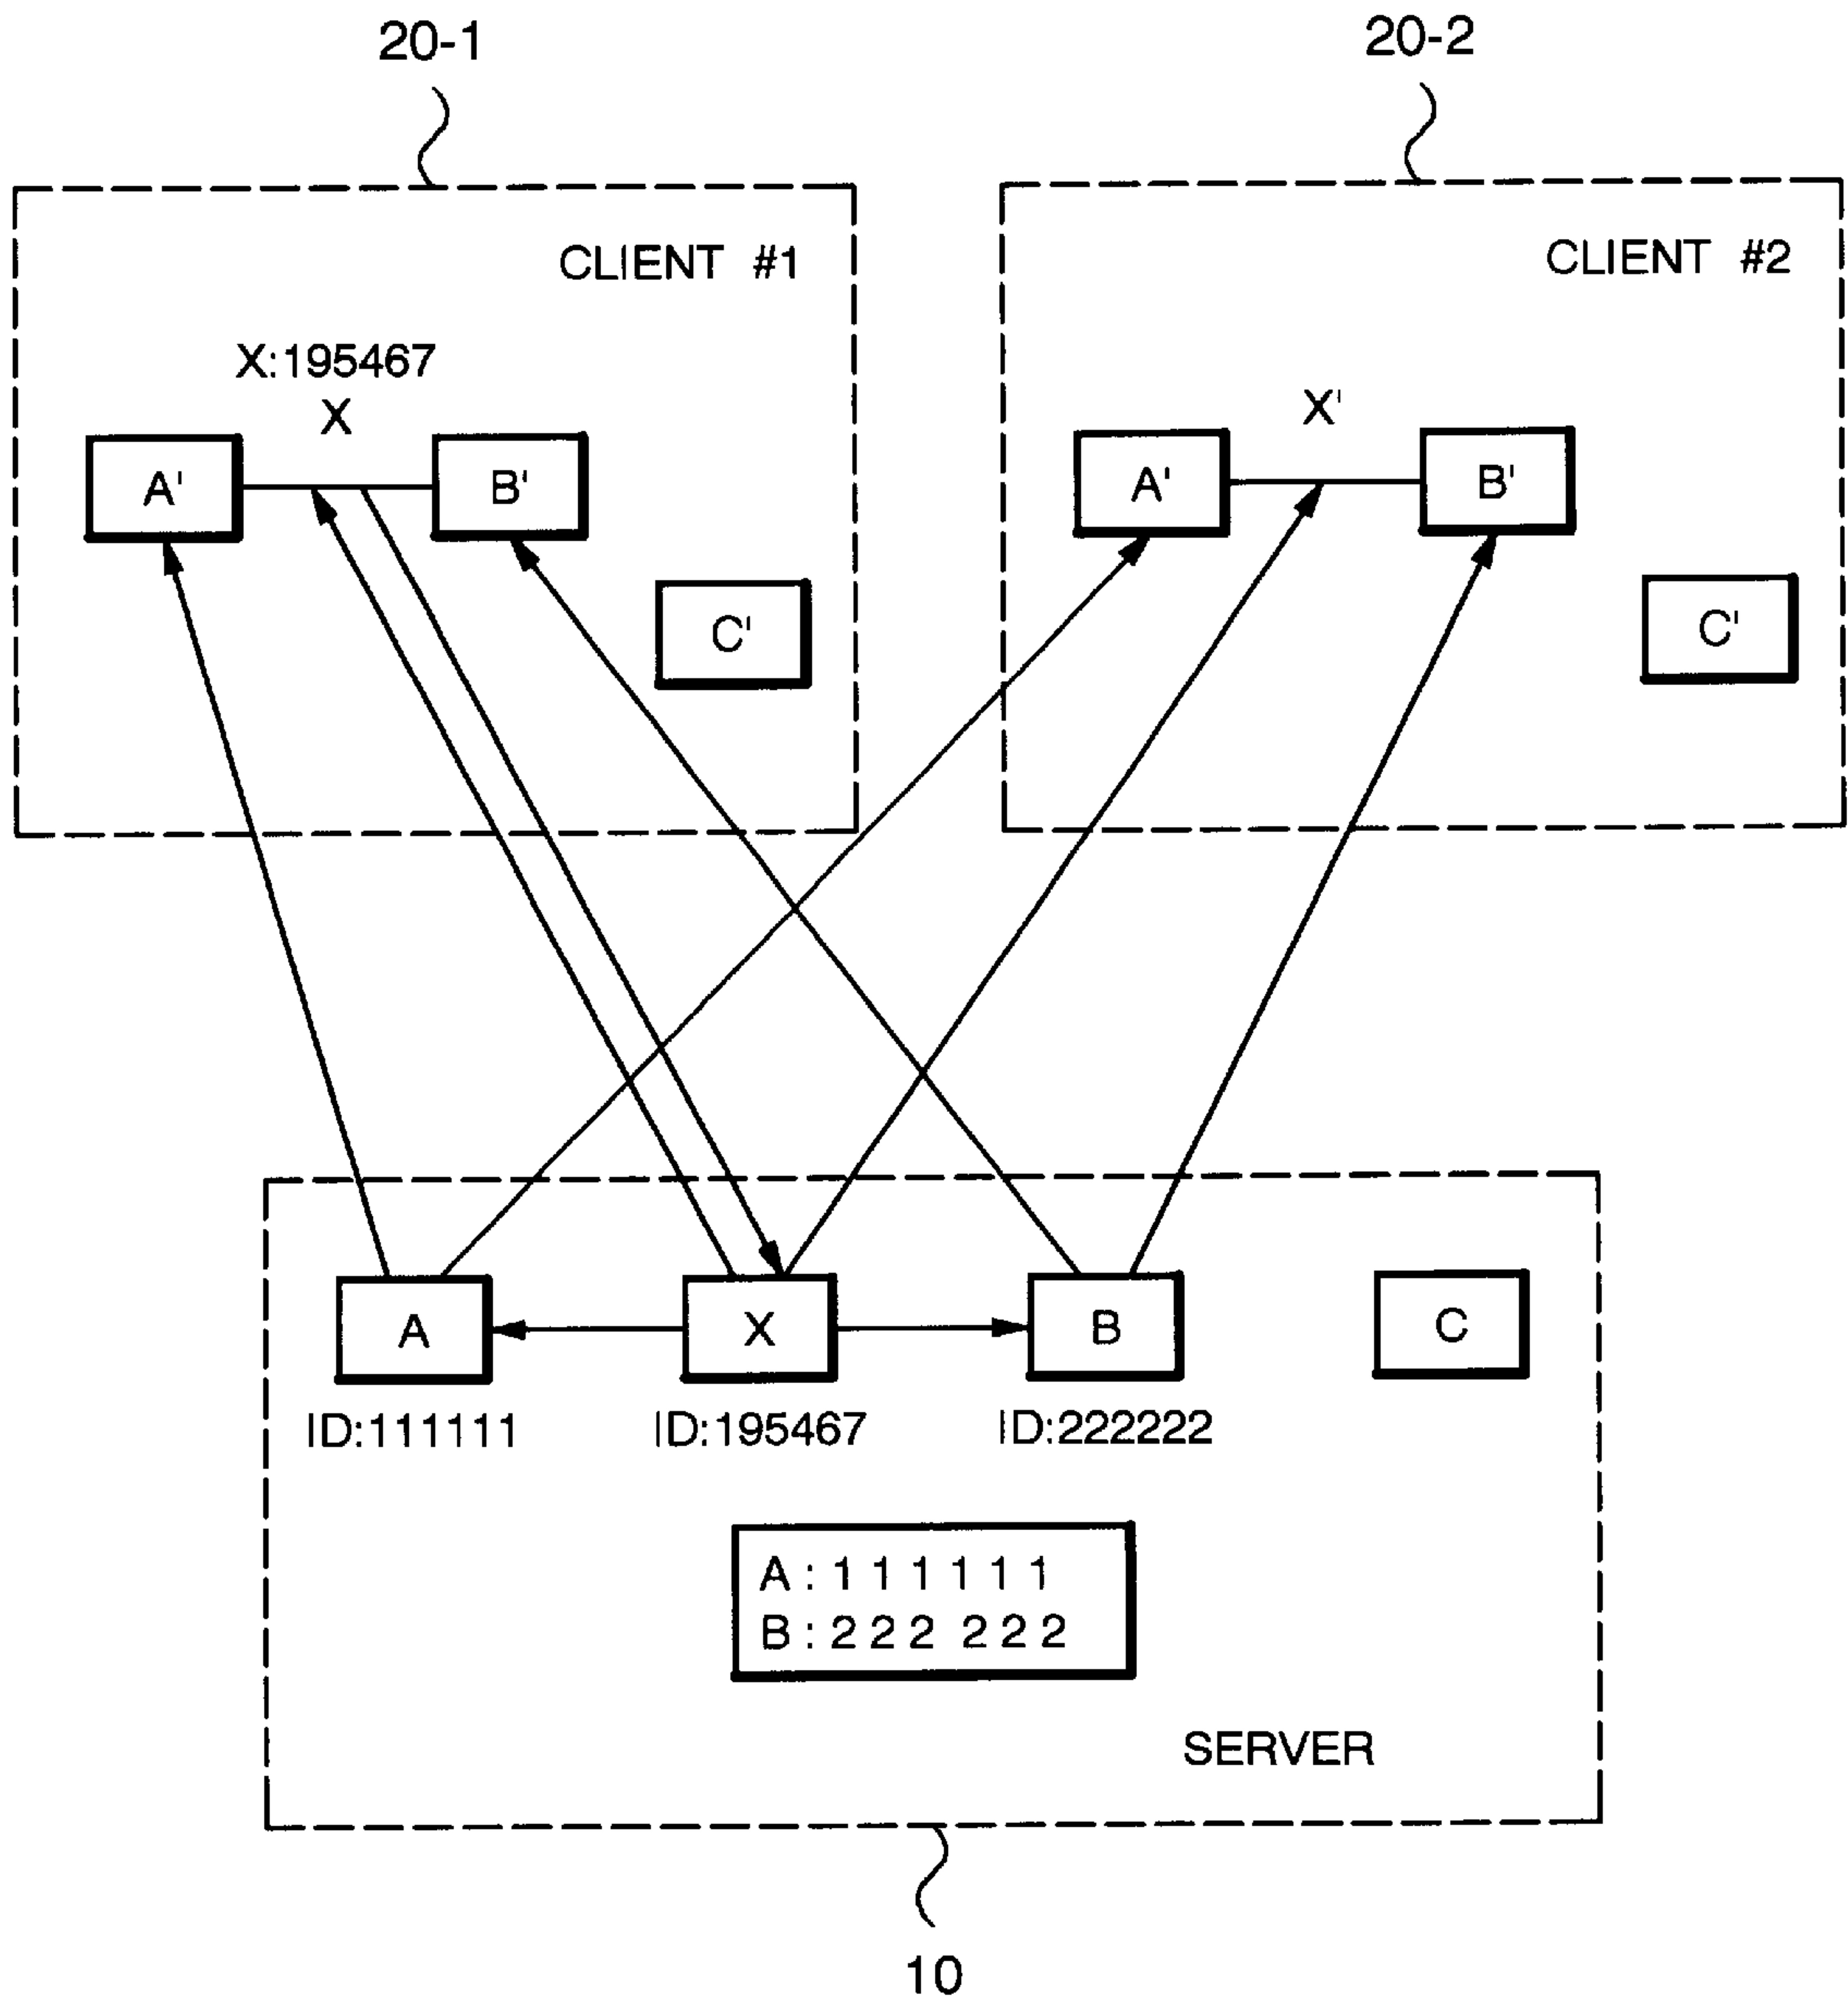 20-1
20-2
CLIENT #1
CLIENT #2
X:195467
X
X'
A'
B'
A'
B'
C'
C'
A
X
B
C
ID:111111
ID:195467
ID:222222
A : 1 1 1 1 1 1
B : 2 2 2 2 2 2
SERVER
10